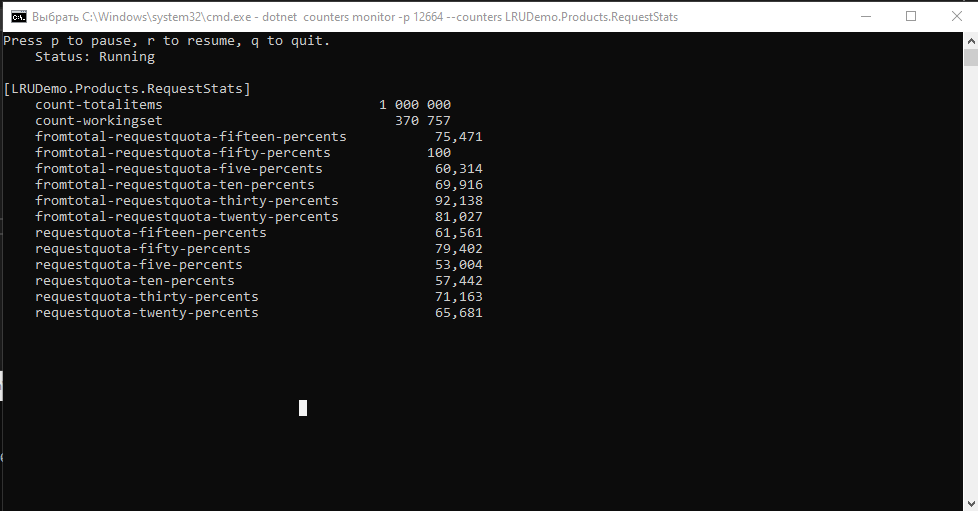 Выбрать C:\Windows\system32\cmd.exe - dotnet counters monitor -p 12664 --counters LRUDemo.Products.RequestStats
Press p to pause, r to resume, q to quit.
Status: Running
[LRUDemo.Products.RequestStats]
count-totalitems 1 000 000
count-workingset 370 757
fromtotal-requestquota-fifteen-percents 75,471
fromtotal-requestquota-fifty-percents 100
fromtotal-requestquota-five-percents 60,314
fromtotal-requestquota-ten-percents 69,916
fromtotal-requestquota-thirty-percents 92,138
fromtotal-requestquota-twenty-percents 81,027
requestquota-fifteen-percents 61,561
requestquota-fifty-percents 79,402
requestquota-five-percents 53,004
requestquota-ten-percents 57,442
requestquota-thirty-percents 71,163
requestquota-twenty-percents 65,681